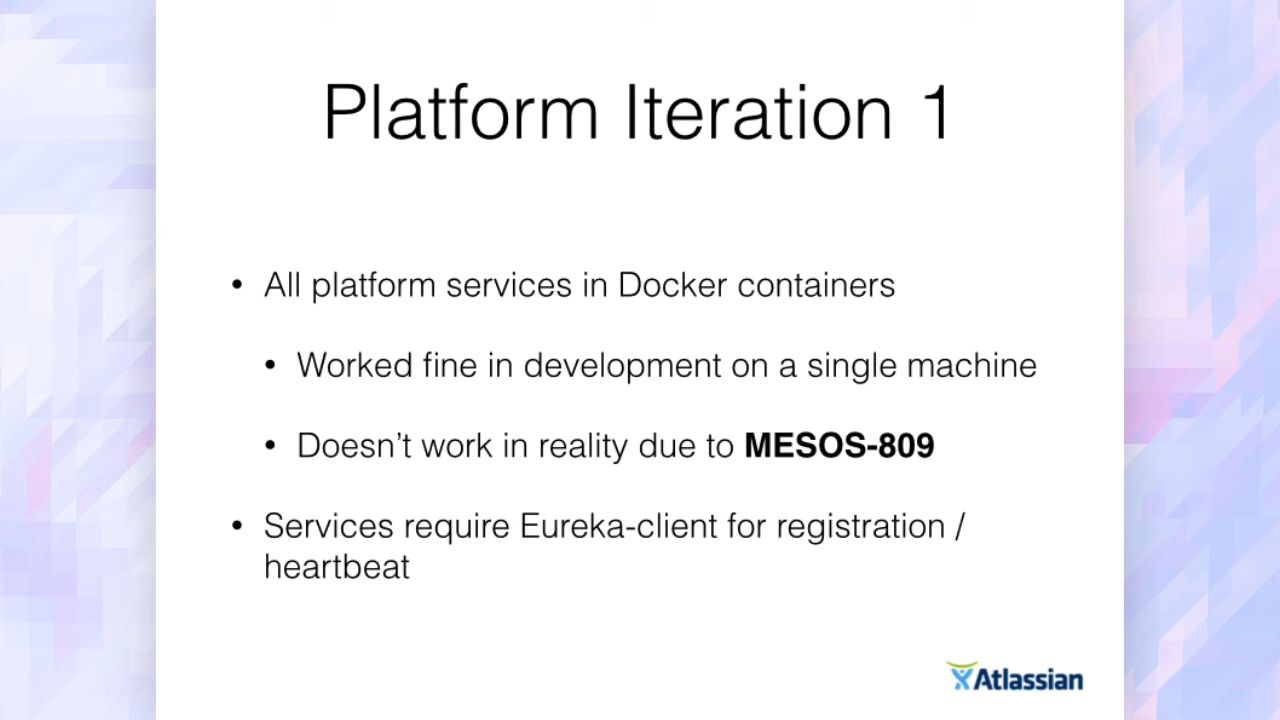 Platform Iteration 1
• All platform services in Docker containers
• Worked fine in development on a single machine
• Doesn’t work in reality due to MESOS-809
• Services require Eureka-client for registration /
heartbeat
Atlassian